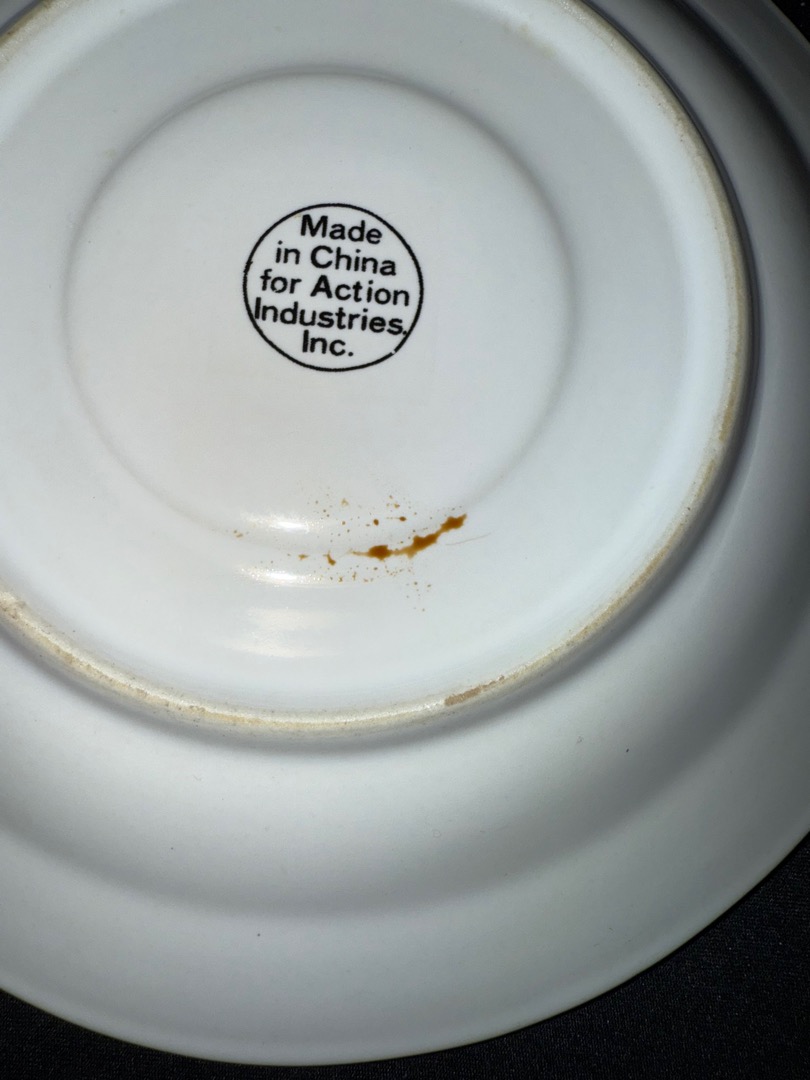 Made
in China
for Action
Industries,
Inc.